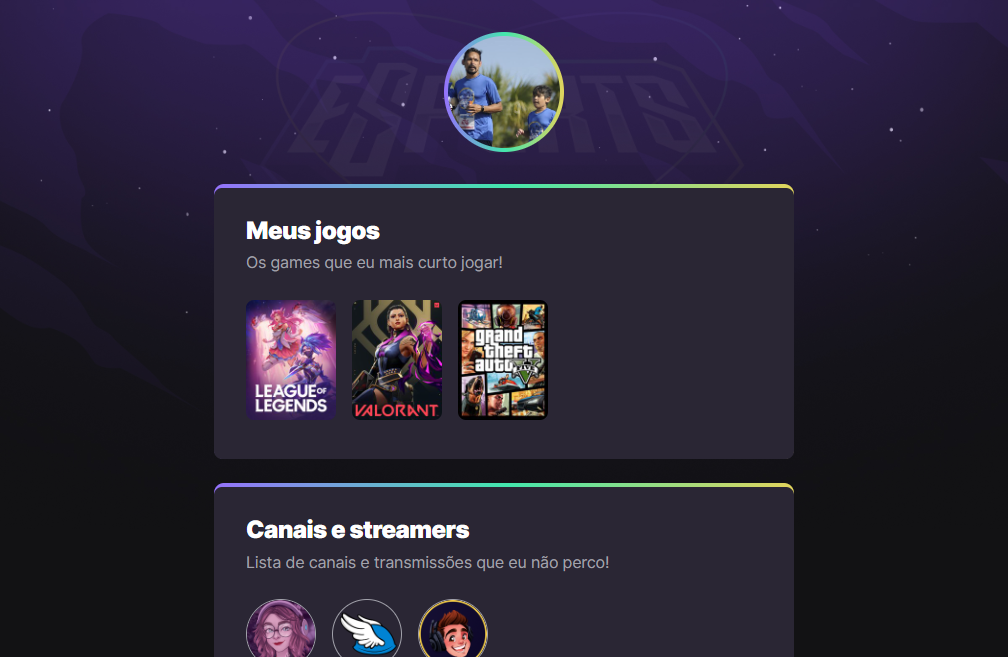 ESPORTS
Meus jogos
Os games que eu mais curto jogar!
LEAGUE OF
LEGENDS
VALORANT
grand
theft
auto
FIVE
Canais e streamers
Lista de canais e transmissões que eu não perco!